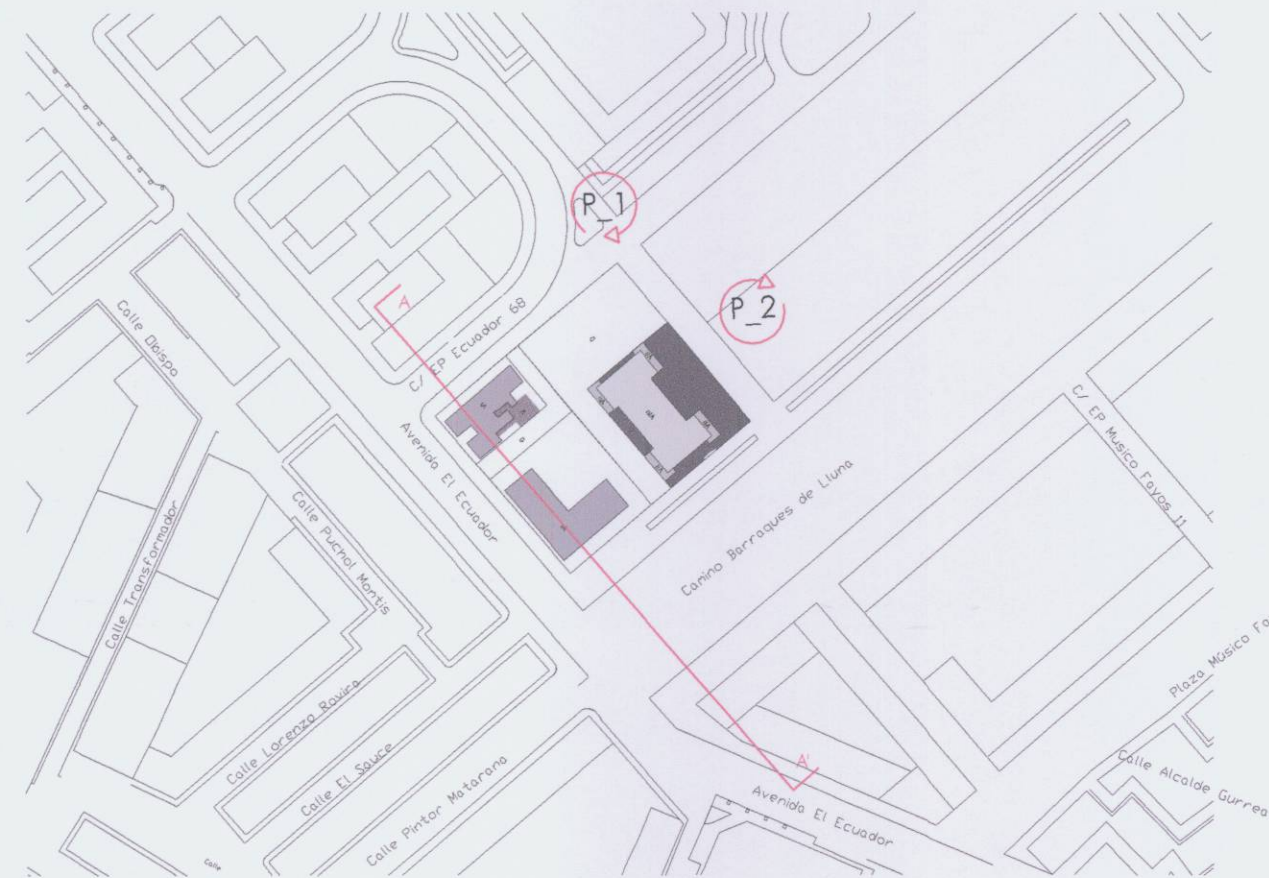 P_1
A
P_2
C/ EP Ecuador 68
Calle Obispo
C/ EP Musico Fayos 11
Avenida El Ecuador
Camino Barraques de Lluna
Calle Puchol Montis
Calle Transformador
Plaza Músico Fa
Calle Lorenzo Rovira
Calle El Sauce
Calle Pintor Matarana
A'
Calle Alcalde Gurrea
Avenida El Ecuador
Calle